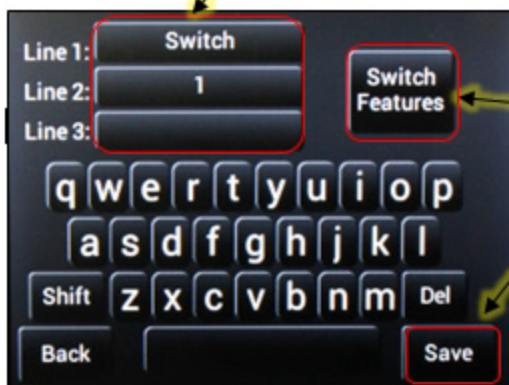 Line 1: Switch
Line 2: 1
Line 3:
Switch
Features
q w e r t y u i o p
a s d f g h j k l
Shift z x c v b n m Del
Back Save